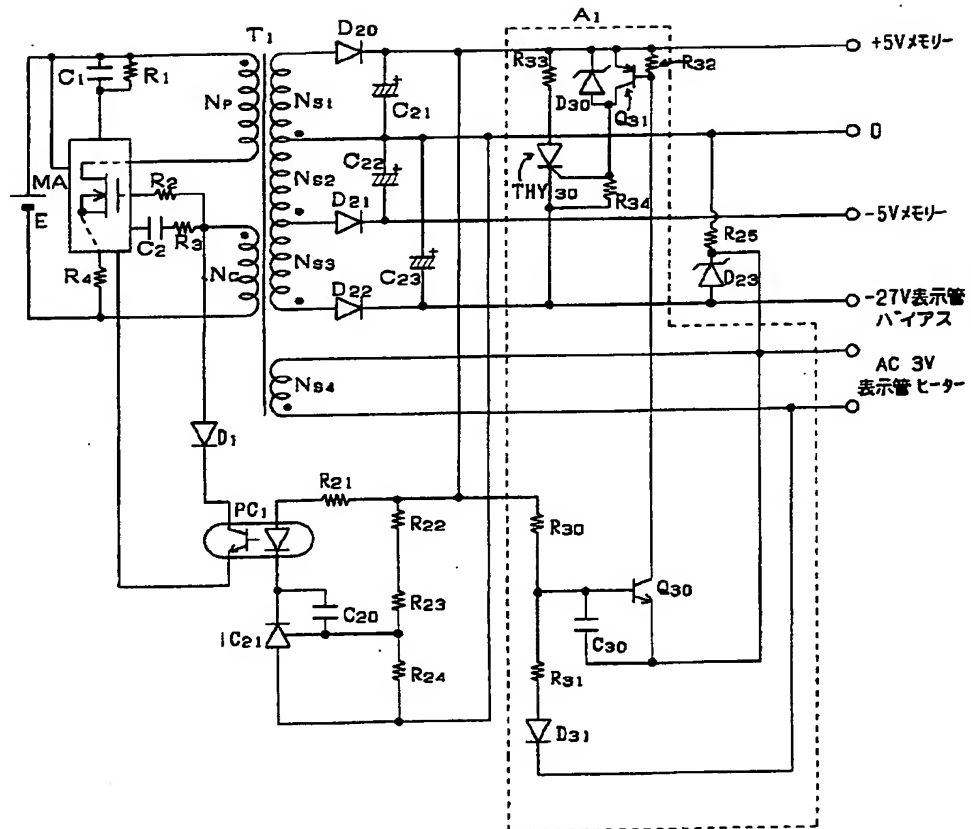 A1
T1
D20
+5Vメモリー
C1
R1
NP
NS1
C21
R33
D30
Q31
R32
0
MA
E
R2
C2
R3
NS2
C22
D21
THY30
R34
-5Vメモリー
R4
NC
NS3
C23
D22
R25
D23
-27V表示管
バイアス
NS4
AC 3V
表示管ヒーター
D1
R21
PC1
R22
R30
R23
C20
iC21
R24
Q30
C30
R31
D31